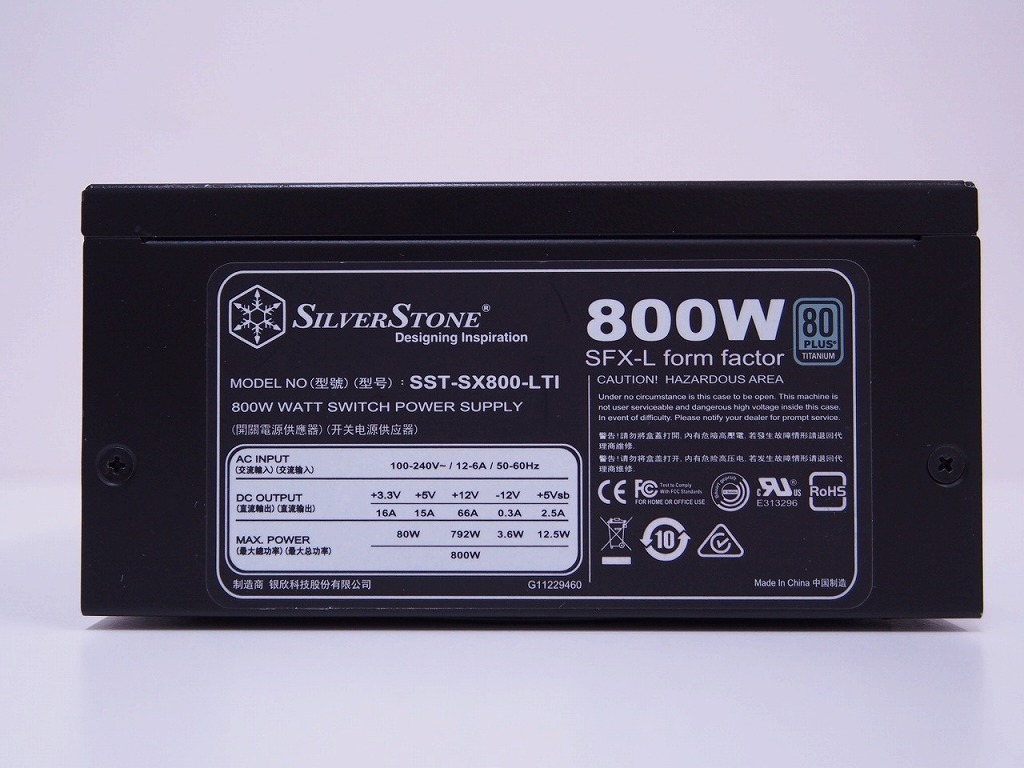 SILVERSTONE®
Designing Inspiration
800W
SFX-L form factor
80
PLUS®
TITANIUM
MODEL NO(型號)(型号):SST-SX800-LTI
800W WATT SWITCH POWER SUPPLY
(開關電源供應器)(开关电源供应器)
AC INPUT
(交流輸入)(交流输入)
100-240V~ / 12-6A / 50-60Hz
DC OUTPUT
(直流輸出)(直流输出)
+3.3V +5V +12V -12V +5Vsb
16A 15A 66A 0.3A 2.5A
MAX. POWER
(最大總功率)(最大总功率)
80W 792W 3.6W 12.5W
800W
制造商 银欣科技股份有限公司
G11229460
CAUTION! HAZARDOUS AREA
Under no circumstance is this case to be open. This machine is
not user serviceable and dangerous high voltage inside this case.
In event of difficulty. Please notify your dealer for prompt service.
警告!請勿將盒蓋打開,內有危險高壓電,若發生故障情形請退回代
理商維修.
警告!请勿将盒盖打开,内有危险高压电,若发生故障情形请退回代
理商维修.
CE FC Test to Comply
With FCC Standards
FOR HOME OR OFFICE USE
c RU® US
E313296
RoHS
10
Made In China 中国制造